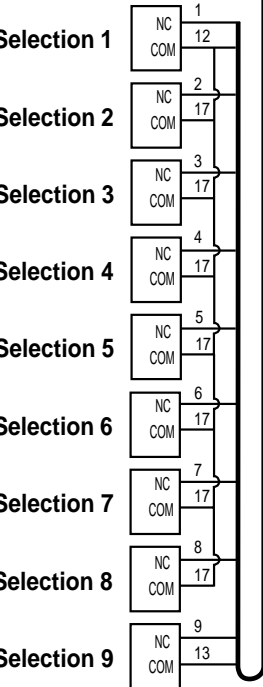 1
Selection 1
NC
12
COM
2
Selection 2
NC
17
COM
3
Selection 3
NC
17
COM
4
Selection 4
NC
17
COM
5
Selection 5
NC
17
COM
6
Selection 6
NC
17
COM
7
Selection 7
NC
17
COM
8
Selection 8
NC
17
COM
9
Selection 9
NC
13
COM